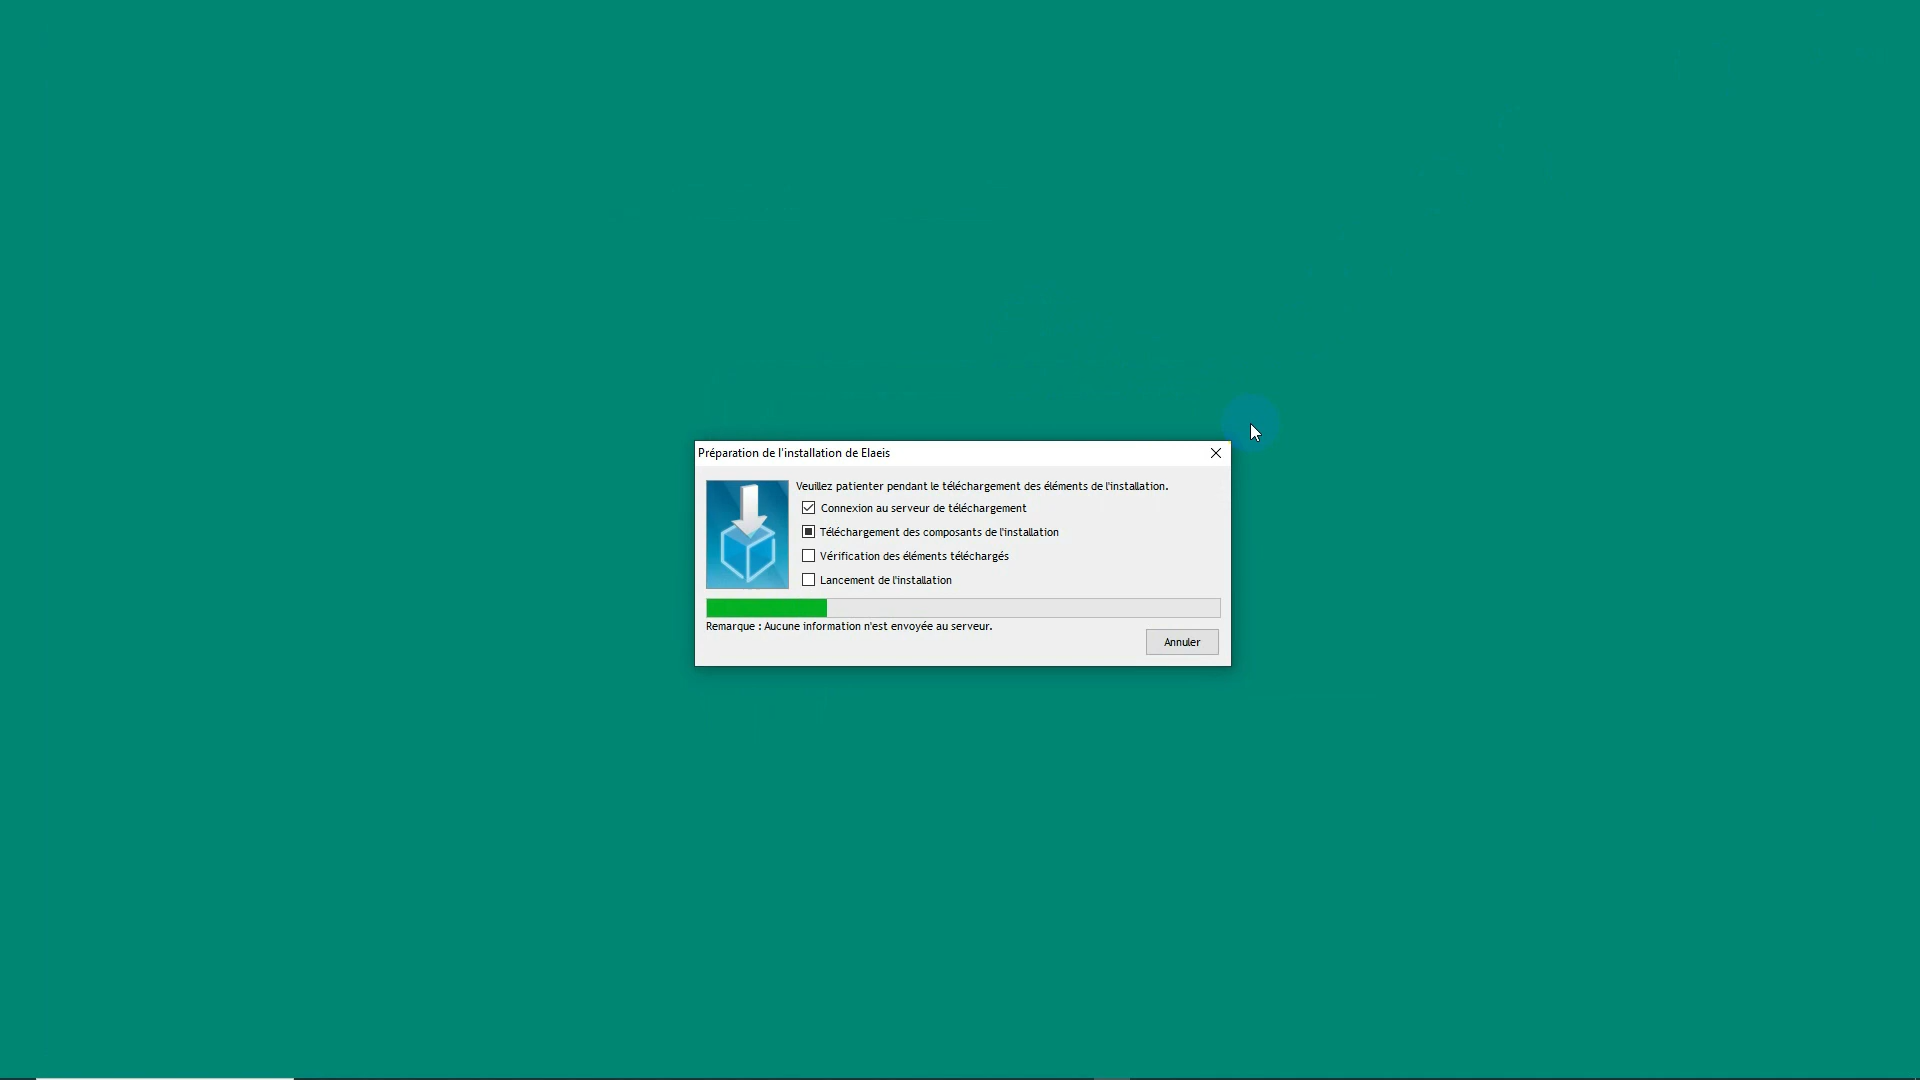 Préparation de l'installation de Elaeis
Veuillez patienter pendant le téléchargement des éléments de l'installation.
Connexion au serveur de téléchargement
Téléchargement des composants de l'installation
Vérification des éléments téléchargés
Lancement de l'installation
Remarque : Aucune information n'est envoyée au serveur.
Annuler